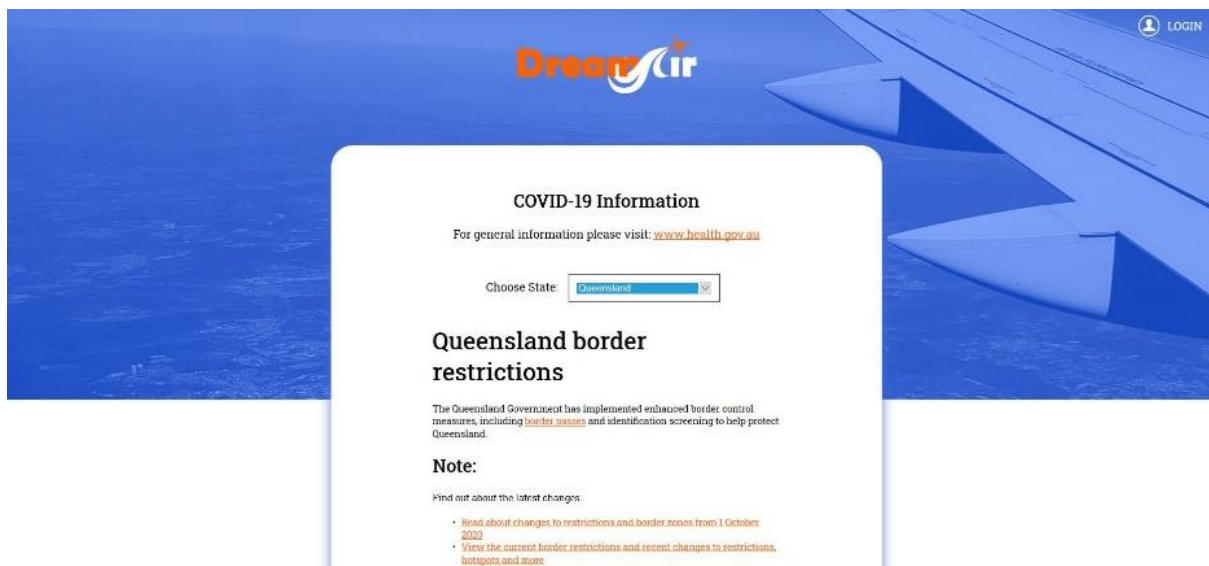 LOGIN
DreamAir
COVID-19 Information
For general information please visit: www.health.gov.au
Choose State: Queensland
Queensland border
restrictions
The Queensland Government has implemented enhanced border control
measures, including border passes and identification screening to help protect
Queensland.
Note:
Find out about the latest changes
• Read about changes to restrictions and border zones from 1 October
2020
• View the current border restrictions and recent changes to restrictions,
hotspots and more